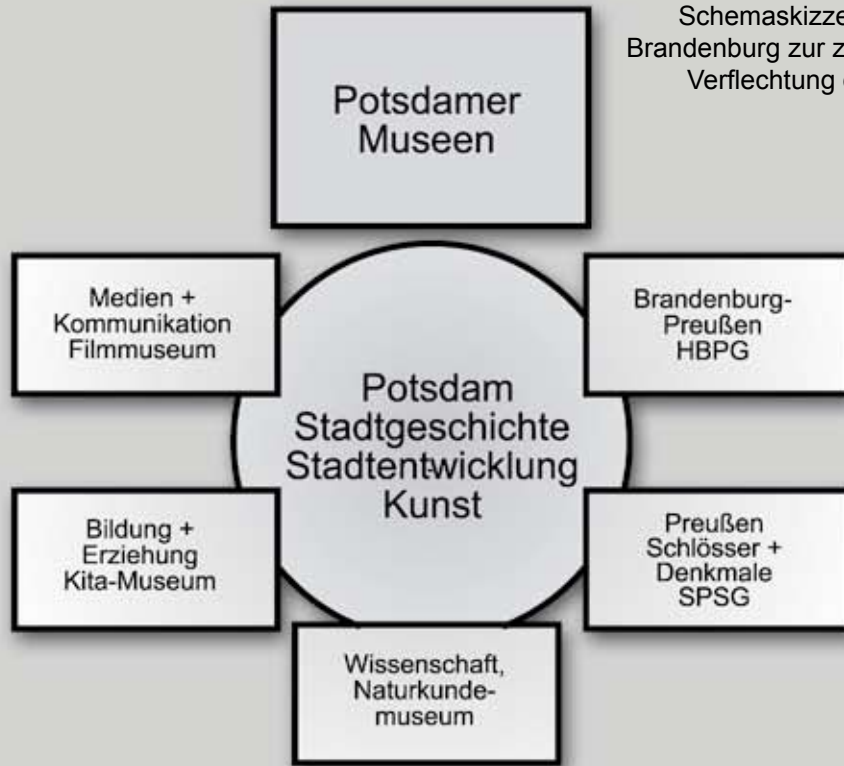 Schemaskizze
Brandenburg zur
Verflechtung
Potsdamer
Museen
Medien +
Kommunikation
Filmmuseum
Brandenburg-
Preußen
HBPG
Potsdam
Stadtgeschichte
Stadtentwicklung
Kunst
Bildung +
Erziehung
Kita-Museum
Preußen
Schlösser +
Denkmale
SPSG
Wissenschaft,
Naturkunde-
museum